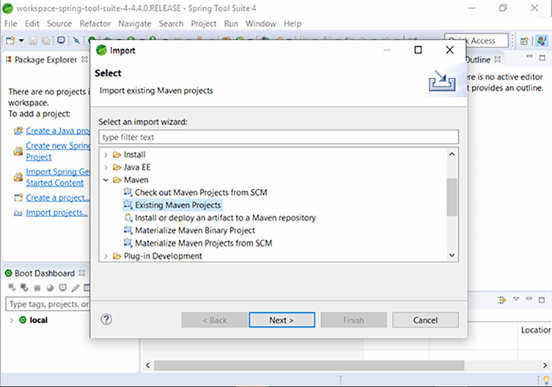 workspace-spring-tool-suite-4-4.4.0.RELEASE - Spring Tool Suite 4
File Edit Source Refactor Navigate Search Project Run Window Help
Quick Access
Package Explorer
There are no projects i
workspace.
To add a project:
Create a Java proj
Create new Spring
Project
Import Spring Ge
Started Content
Create a project...
Import projects...
Outline
ere is no active editor
t provides an outline.
Import
Select
Import existing Maven projects
Select an import wizard:
type filter text
Install
Java EE
Maven
Check out Maven Projects from SCM
Existing Maven Projects
Install or deploy an artifact to a Maven repository
Materialize Maven Binary Project
Materialize Maven Projects from SCM
Plug-in Development
< Back
Next >
Finish
Cancel
Boot Dashboard
Type tags, projects, or
local
Location